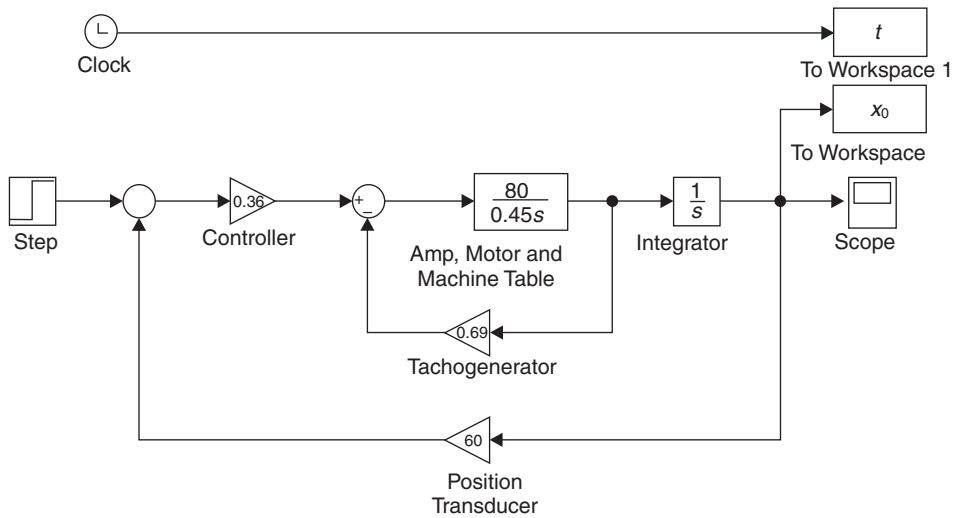 t
Clock
To Workspace 1
x₀
To Workspace
0.36
+
−
80
0.45s
1
s
Step
Controller
Amp, Motor and
Machine Table
Integrator
Scope
0.69
Tachogenerator
60
Position
Transducer